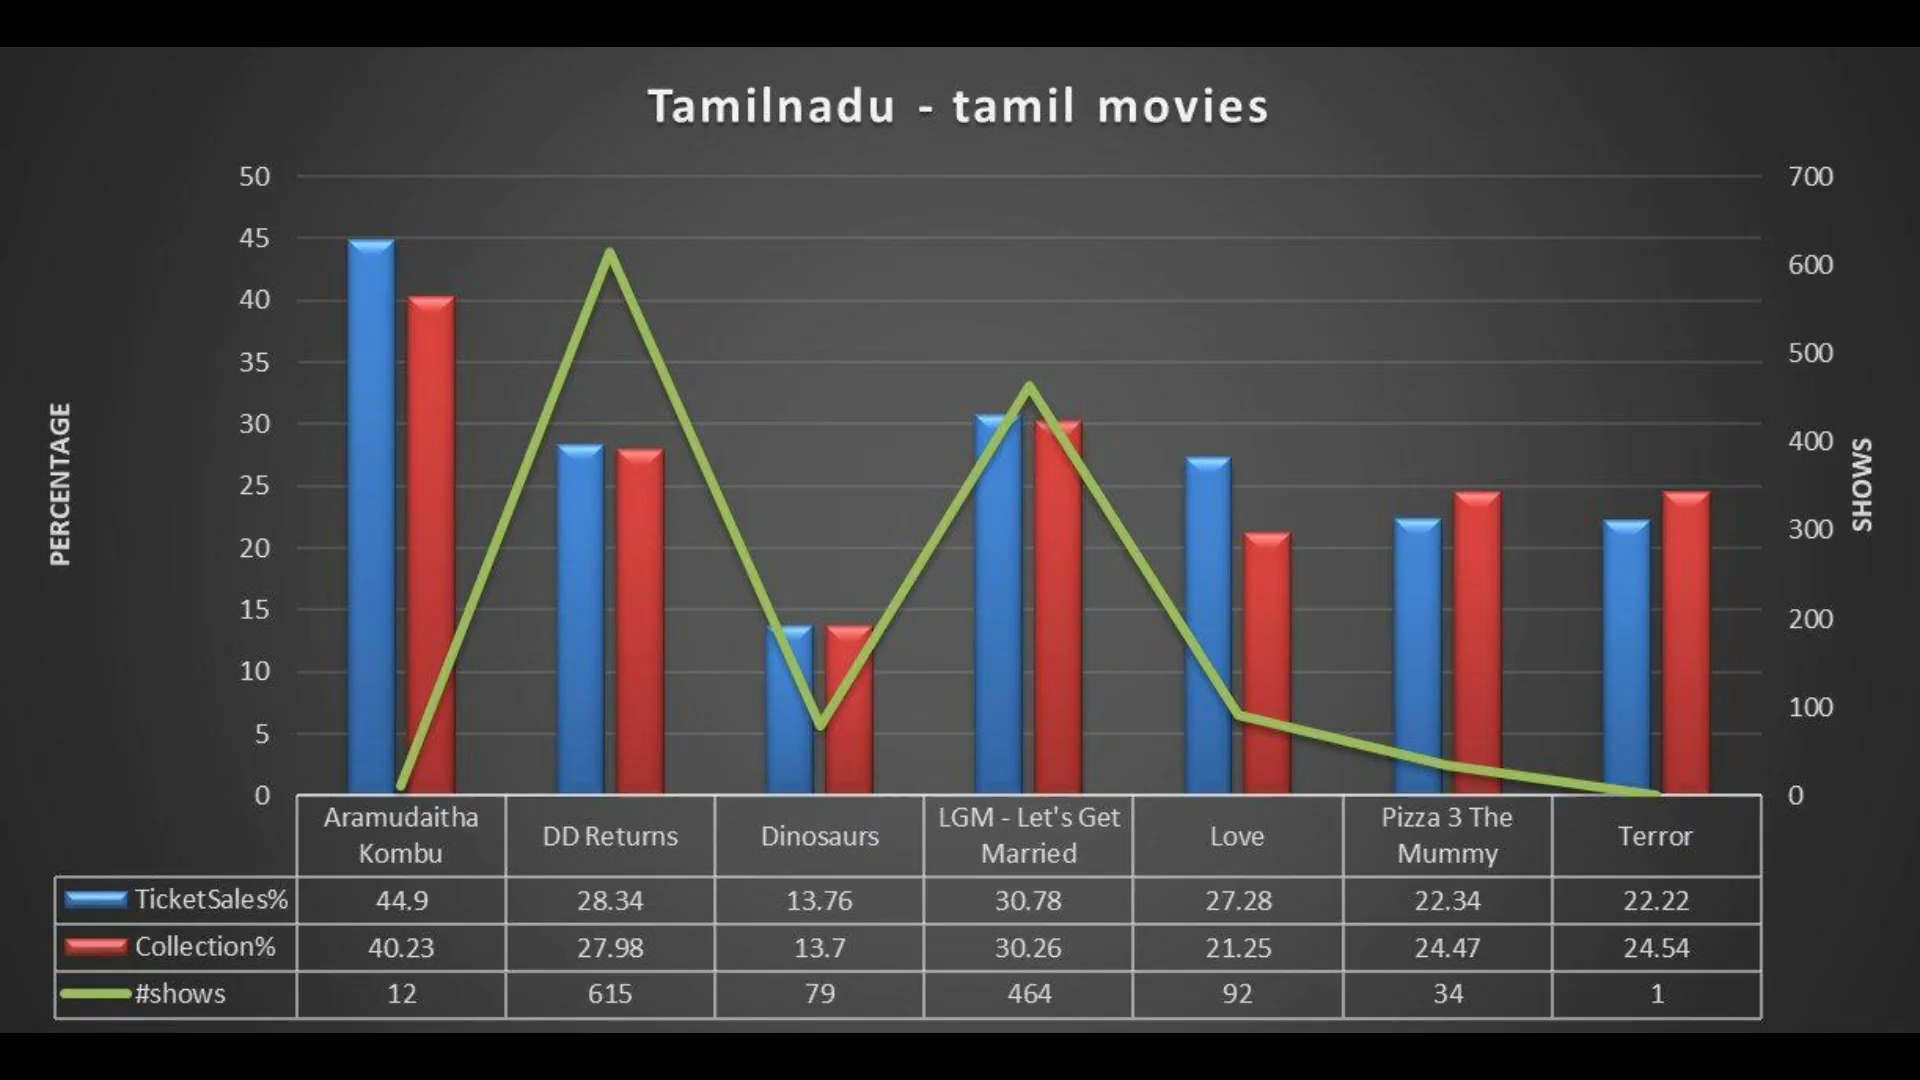 Tamilnadu - tamil movies
PERCENTAGE
50
45
40
35
30
25
20
15
10
5
0
700
600
500
400
300
200
100
0
SHOWS
Aramudaitha
Kombu
DD Returns
Dinosaurs
LGM - Let's Get
Married
Love
Pizza 3 The
Mummy
Terror
TicketSales% 44.9 28.34 13.76 30.78 27.28 22.34 22.22
Collection% 40.23 27.98 13.7 30.26 21.25 24.47 24.54
#shows 12 615 79 464 92 34 1